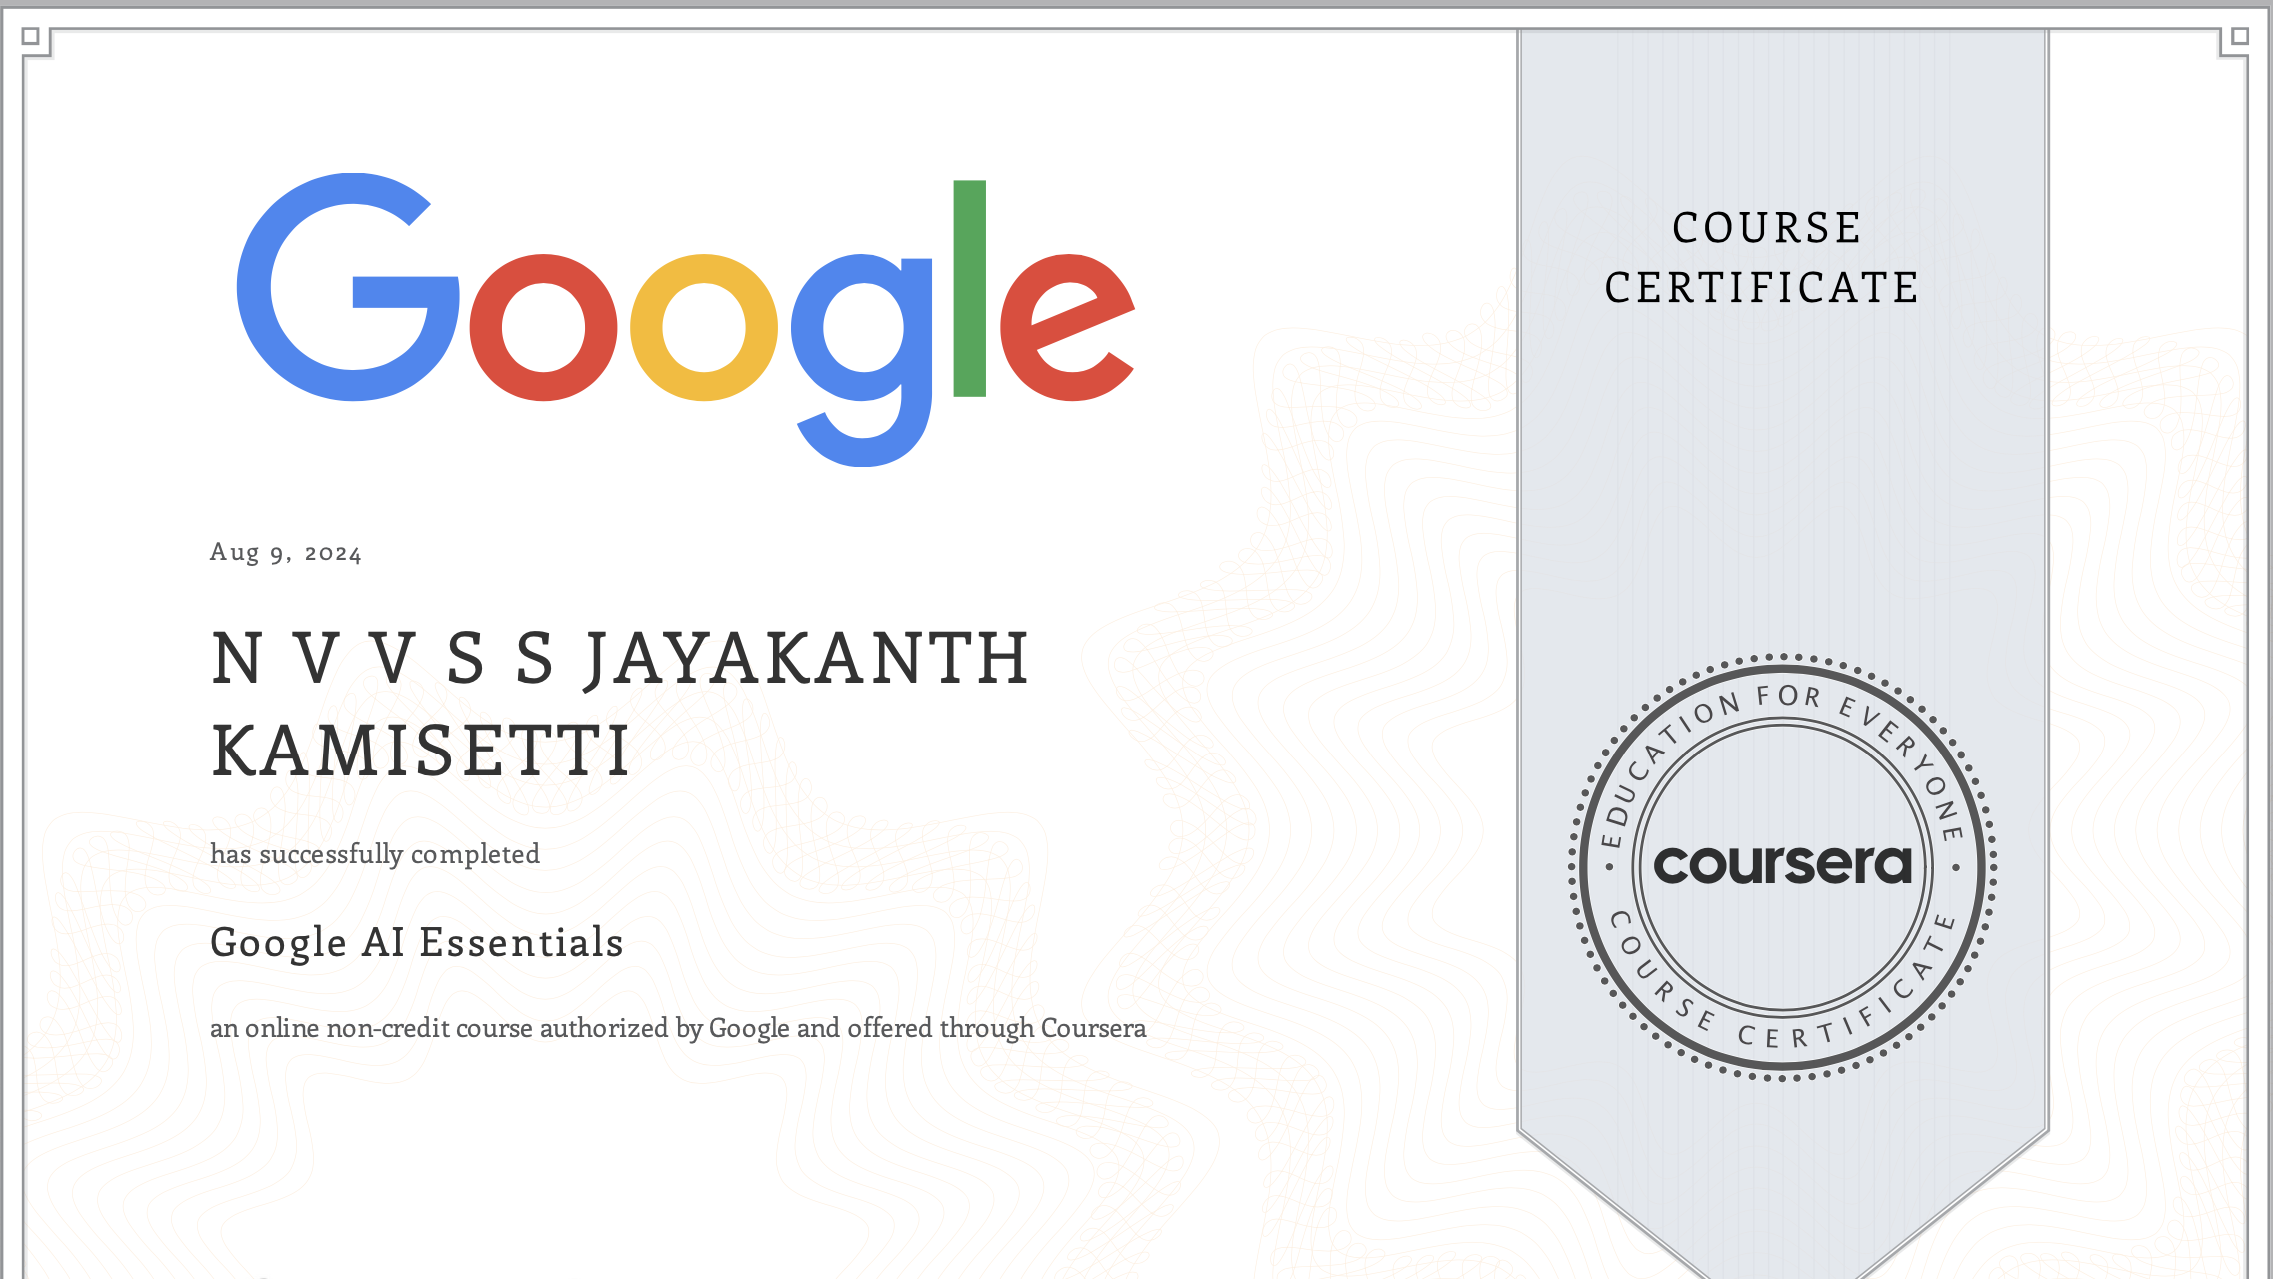 Google
COURSE
CERTIFICATE
Aug 9, 2024
N V V S S JAYAKANTH
KAMISETTI
has successfully completed
Google AI Essentials
an online non-credit course authorized by Google and offered through Coursera
EDUCATION FOR EVERYONE
coursera
COURSE CERTIFICATE